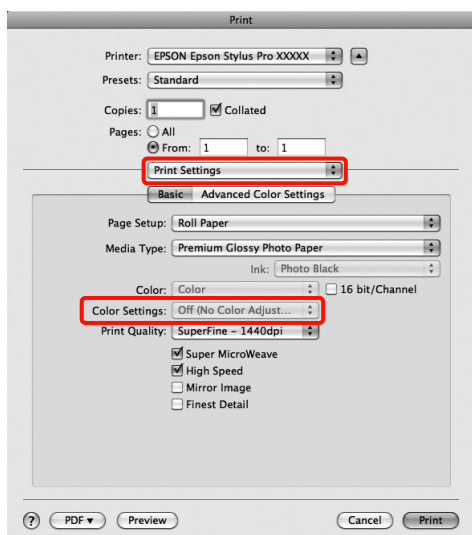 Print
Printer: EPSON Epson Stylus Pro XXXXX
Presets: Standard
Copies: 1 Collated
Pages: All
From: 1 to: 1
Print Settings
Basic Advanced Color Settings
Page Setup: Roll Paper
Media Type: Premium Glossy Photo Paper
Ink: Photo Black
Color: Color 16 bit/Channel
Color Settings: Off (No Color Adjust...
Print Quality: SuperFine – 1440dpi
Super MicroWeave
High Speed
Mirror Image
Finest Detail
? PDF Preview Cancel Print